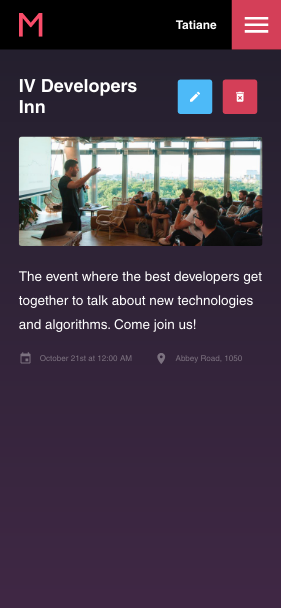 M
Tatiane
IV Developers
Inn
The event where the best developers get
together to talk about new technologies
and algorithms. Come join us!
October 21st at 12:00 AM
Abbey Road, 1050